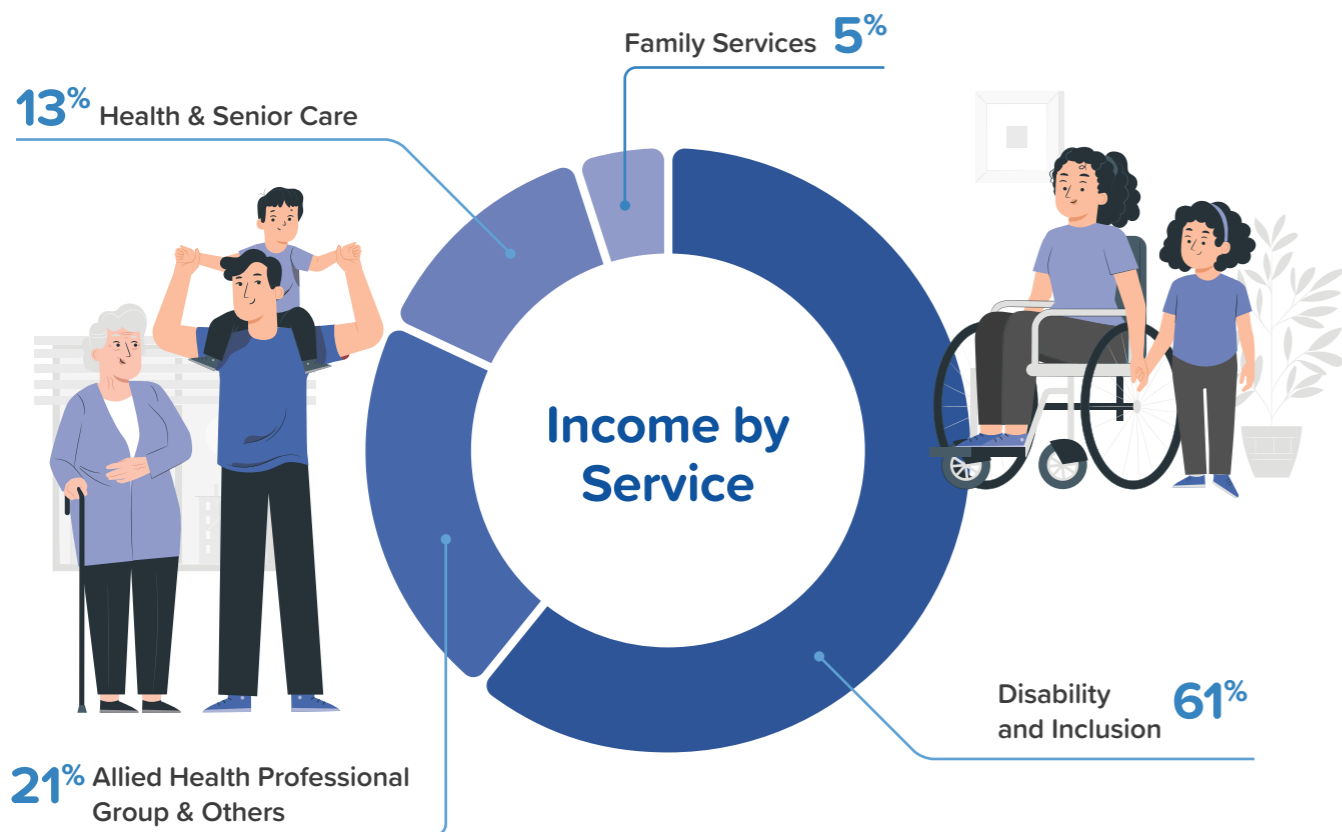 Family Services 5%
13% Health & Senior Care
Income by
Service
Disability
and Inclusion 61%
21% Allied Health Professional
Group & Others